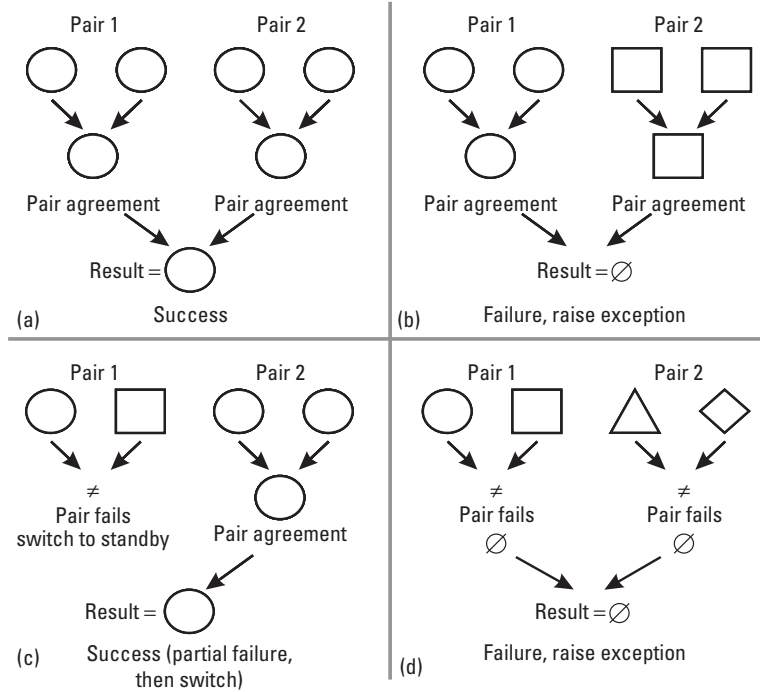 Pair 1
Pair 2
Pair agreement
Pair agreement
Result =
(a)
Success
Pair 1
Pair 2
Pair agreement
Pair agreement
Result = ∅
(b)
Failure, raise exception
Pair 1
Pair 2
≠
Pair fails
switch to standby
Pair agreement
Result =
(c)
Success (partial failure,
then switch)
Pair 1
Pair 2
≠
≠
Pair fails
Pair fails
∅
∅
Result = ∅
(d)
Failure, raise exception